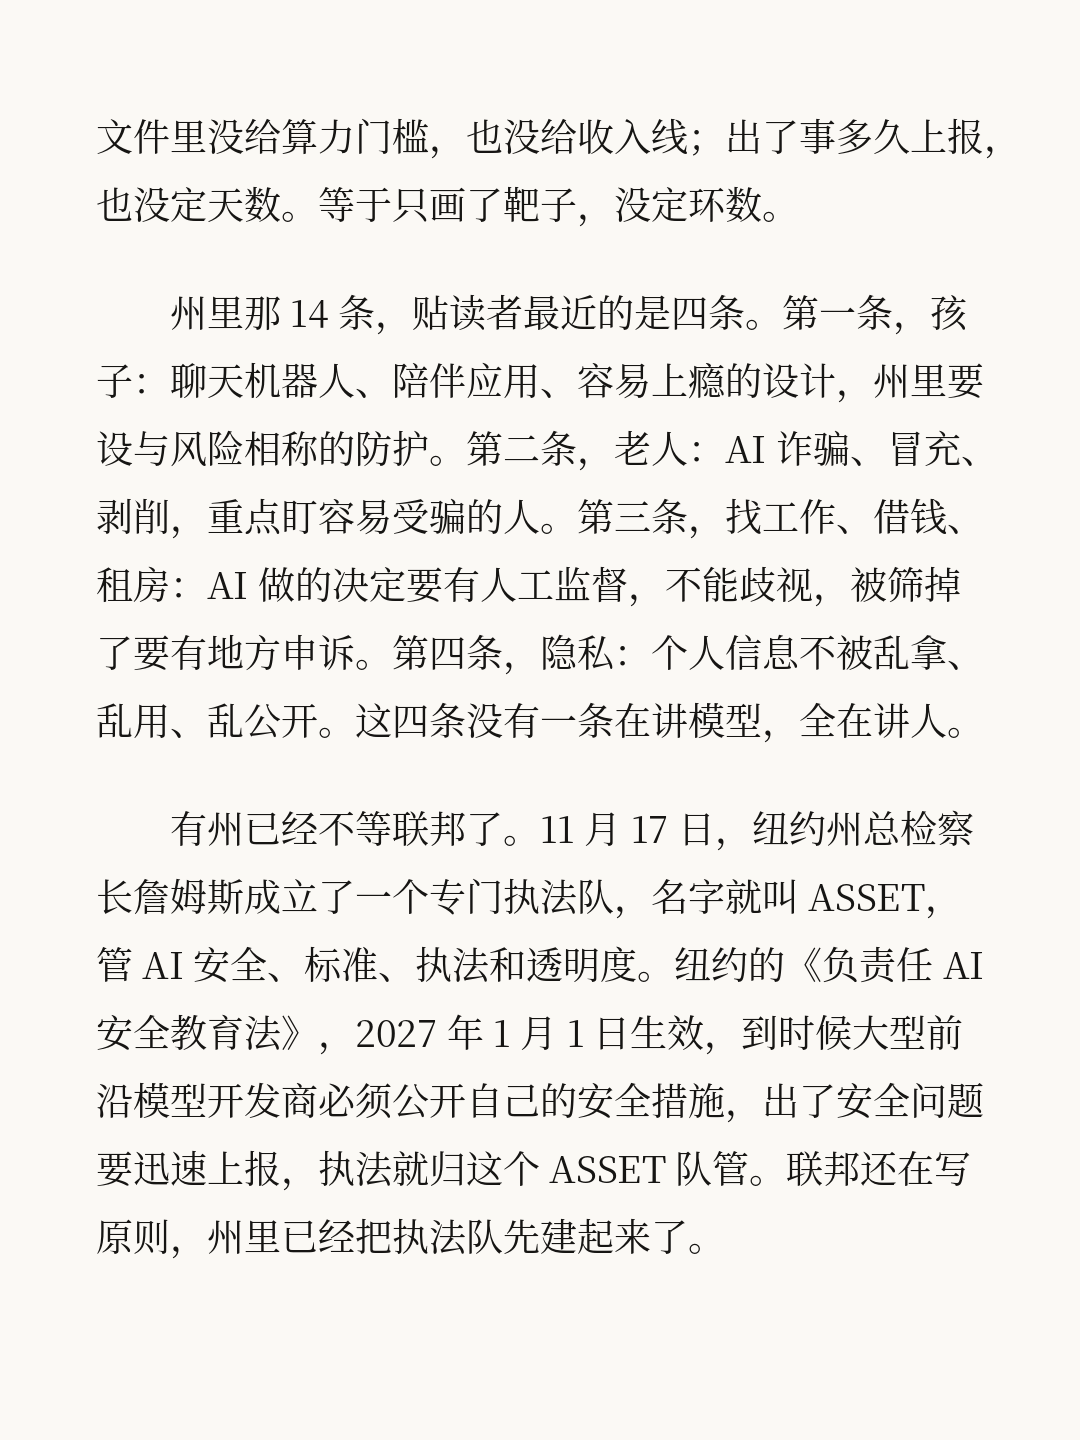 文件里没给算力门槛，也没给收入线；出了事多久上报，
也没定天数。等于只画了靶子，没定环数。
州里那 14 条，贴读者最近的是四条。第一条，孩
子：聊天机器人、陪伴应用、容易上瘾的设计，州里要
设与风险相称的防护。第二条，老人：AI 诈骗、冒充、
剥削，重点盯容易受骗的人。第三条，找工作、借钱、
租房：AI 做的决定要有人工监督，不能歧视，被筛掉
了要有地方申诉。第四条，隐私：个人信息不被乱拿、
乱用、乱公开。这四条没有一条在讲模型，全在讲人。
有州已经不等联邦了。11 月 17 日，纽约州总检察
长詹姆斯成立了一个专门执法队，名字就叫 ASSET，
管 AI 安全、标准、执法和透明度。纽约的《负责任 AI
安全教育法》，2027 年 1 月 1 日生效，到时候大型前
沿模型开发商必须公开自己的安全措施，出了安全问题
要迅速上报，执法就归这个 ASSET 队管。联邦还在写
原则，州里已经把执法队先建起来了。